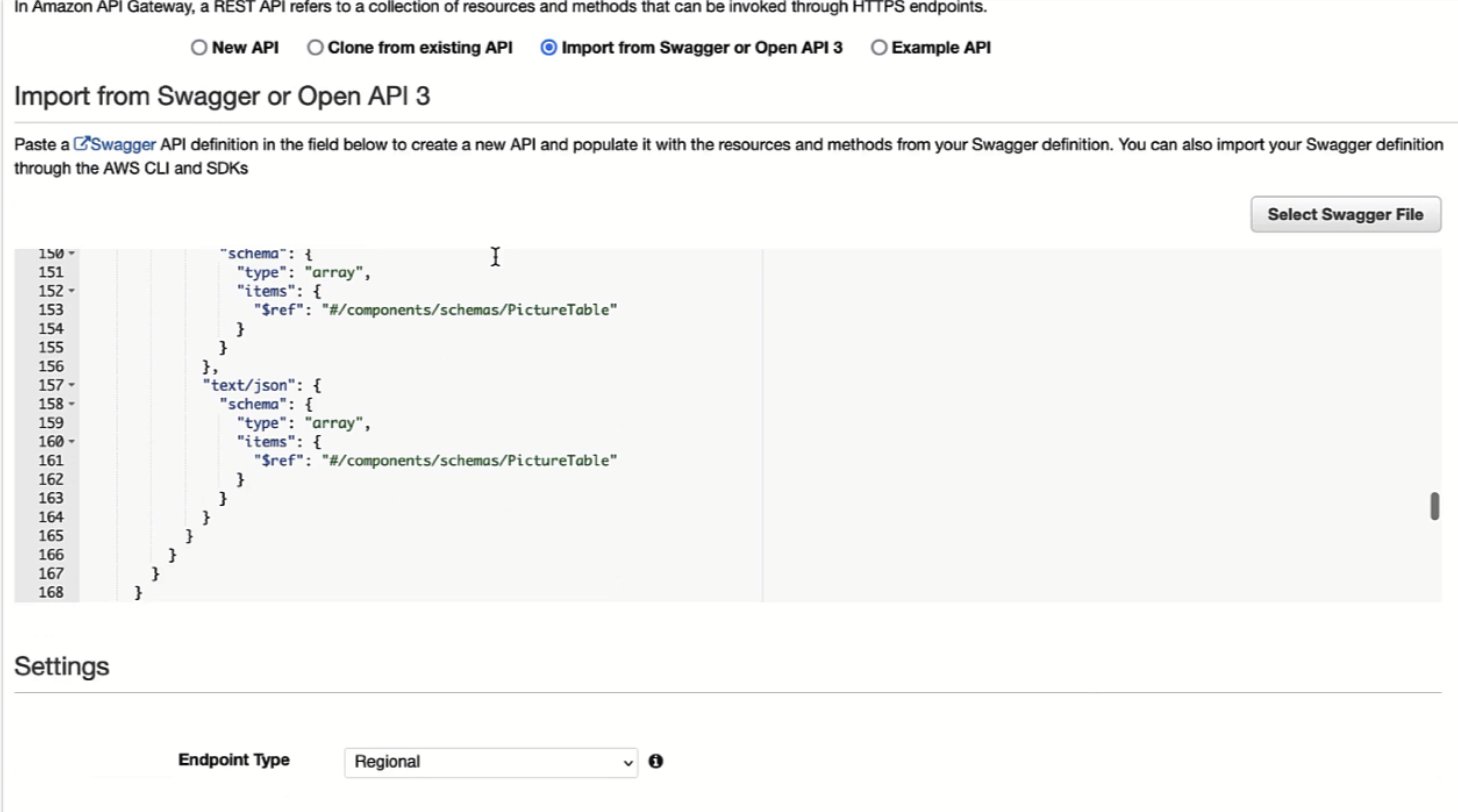 In Amazon API Gateway, a REST API refers to a collection of resources and methods that can be invoked through HTTPS endpoints.
New API Clone from existing API Import from Swagger or Open API 3 Example API
Import from Swagger or Open API 3
Paste a Swagger API definition in the field below to create a new API and populate it with the resources and methods from your Swagger definition. You can also import your Swagger definition
through the AWS CLI and SDKs
Select Swagger File
150 "schema": {
151 "type": "array",
152 "items": {
153 "$ref": "#/components/schemas/PictureTable"
154 }
155 }
156 },
157 "text/json": {
158 "schema": {
159 "type": "array",
160 "items": {
161 "$ref": "#/components/schemas/PictureTable"
162 }
163 }
164 }
165 }
166 }
167 }
168 }
Settings
Endpoint Type Regional